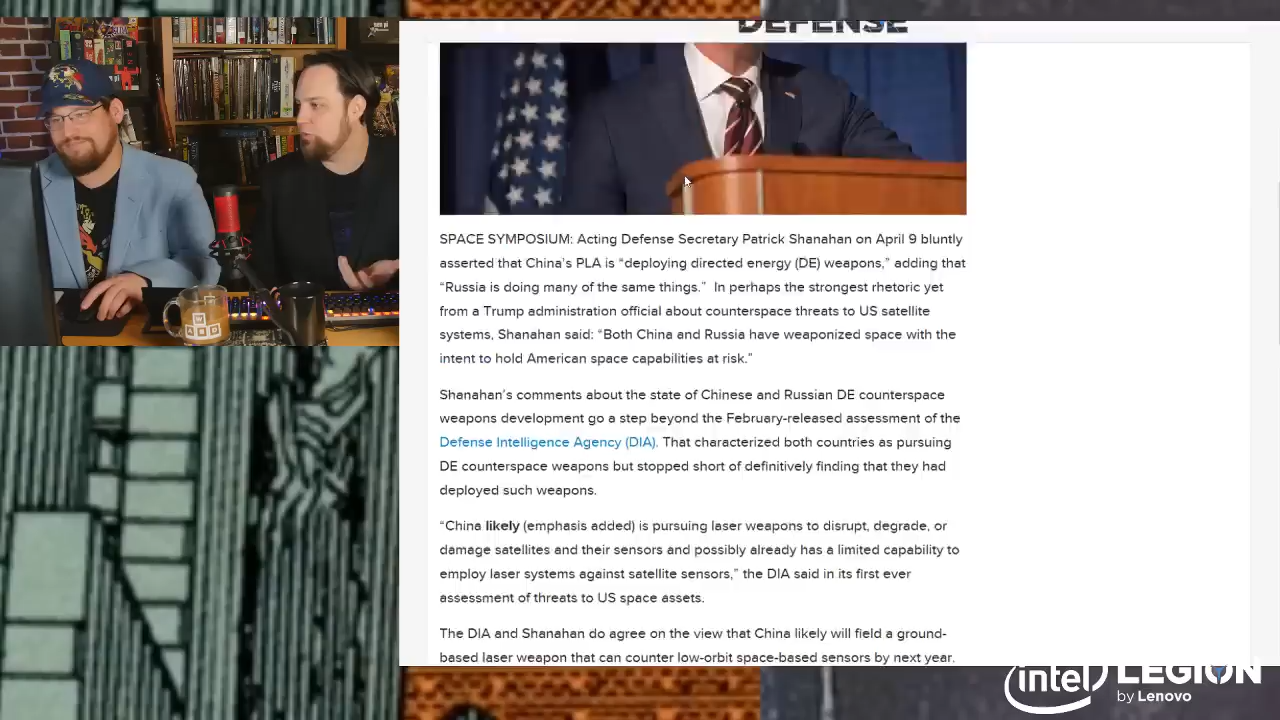 DEFENSE
SPACE SYMPOSIUM: Acting Defense Secretary Patrick Shanahan on April 9 bluntly
asserted that China's PLA is “deploying directed energy (DE) weapons,” adding that
“Russia is doing many of the same things.”  In perhaps the strongest rhetoric yet
from a Trump administration official about counterspace threats to US satellite
systems, Shanahan said: “Both China and Russia have weaponized space with the
intent to hold American space capabilities at risk.”
Shanahan's comments about the state of Chinese and Russian DE counterspace
weapons development go a step beyond the February-released assessment of the
Defense Intelligence Agency (DIA). That characterized both countries as pursuing
DE counterspace weapons but stopped short of definitively finding that they had
deployed such weapons.
“China likely (emphasis added) is pursuing laser weapons to disrupt, degrade, or
damage satellites and their sensors and possibly already has a limited capability to
employ laser systems against satellite sensors,” the DIA said in its first ever
assessment of threats to US space assets.
The DIA and Shanahan do agree on the view that China likely will field a ground-
based laser weapon that can counter low-orbit space-based sensors by next year.
W
A S D
intel
LEGION
by Lenovo